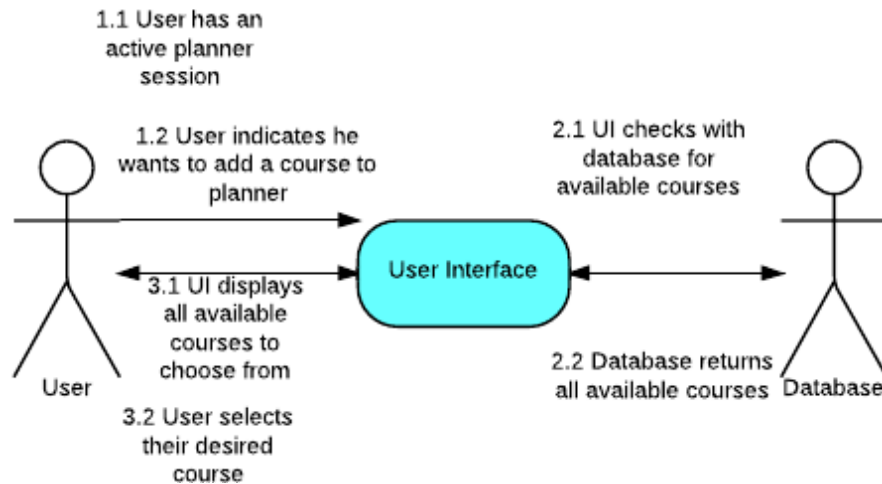 1.1 User has an
active planner
session
1.2 User indicates he
wants to add a course to
planner
2.1 UI checks with
database for
available courses
User Interface
3.1 UI displays
all available
courses to
choose from
2.2 Database returns
all available courses
User
Database
3.2 User selects
their desired
course